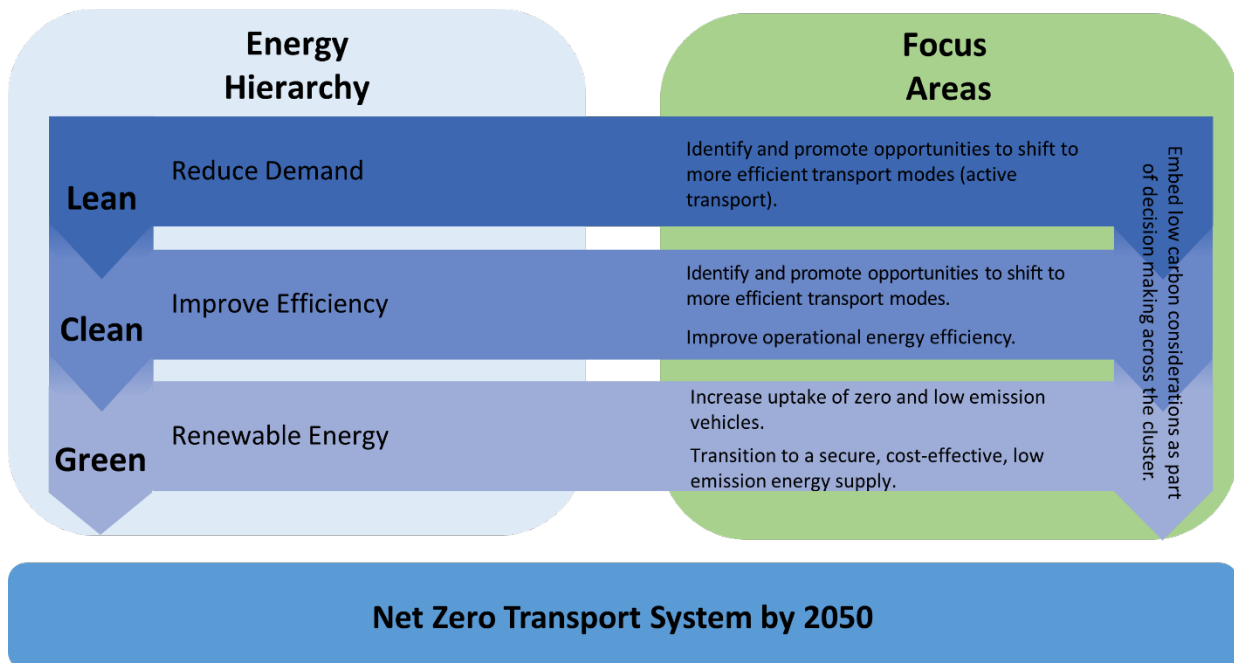 Energy
Hierarchy
Focus
Areas
Lean
Reduce Demand
Identify and promote opportunities to shift to
more efficient transport modes (active
transport).
Clean
Improve Efficiency
Identify and promote opportunities to shift to
more efficient transport modes.
Improve operational energy efficiency.
Green
Renewable Energy
Increase uptake of zero and low emission
vehicles.
Transition to a secure, cost-effective, low
emission energy supply.
Embed low carbon considerations as part
of decision making across the cluster.
Net Zero Transport System by 2050